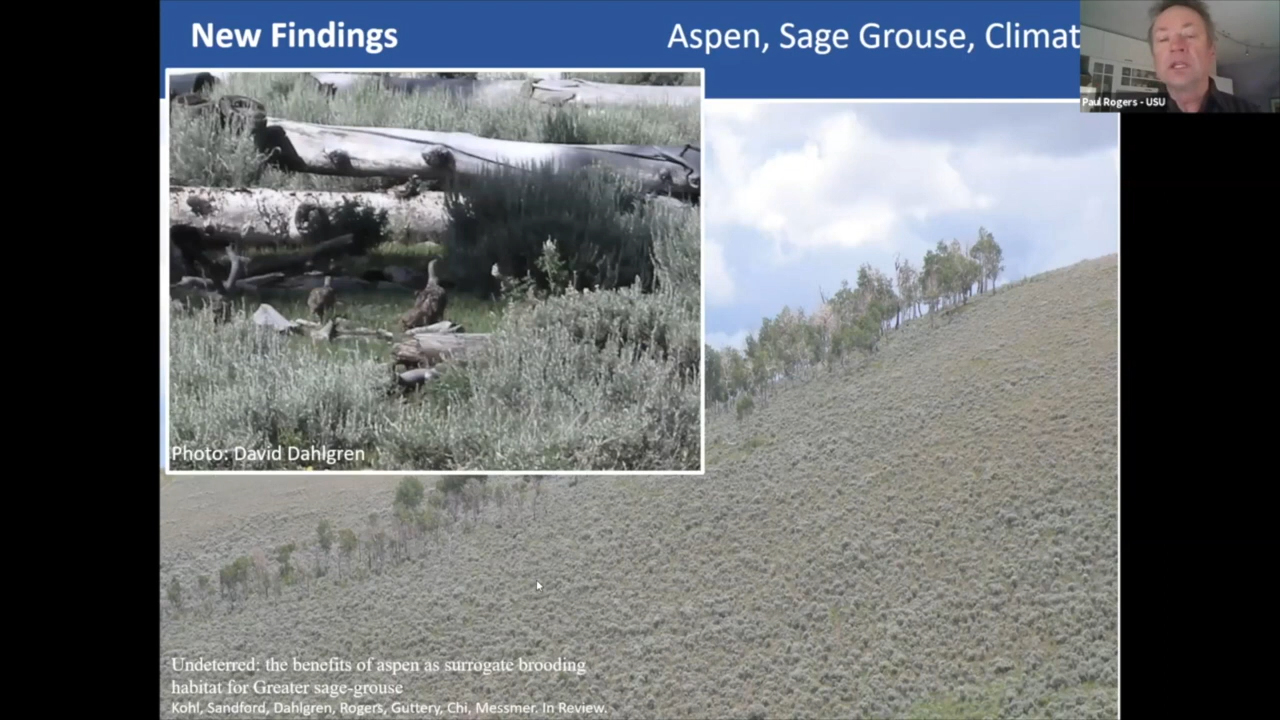 New Findings
Aspen, Sage Grouse, Climat
Paul Rogers - USU
Photo: David Dahlgren
Undeterred: the benefits of aspen as surrogate brooding
habitat for Greater sage-grouse
Kohl, Sandford, Dahlgren, Rogers, Guttery, Chi, Messmer. In Review.